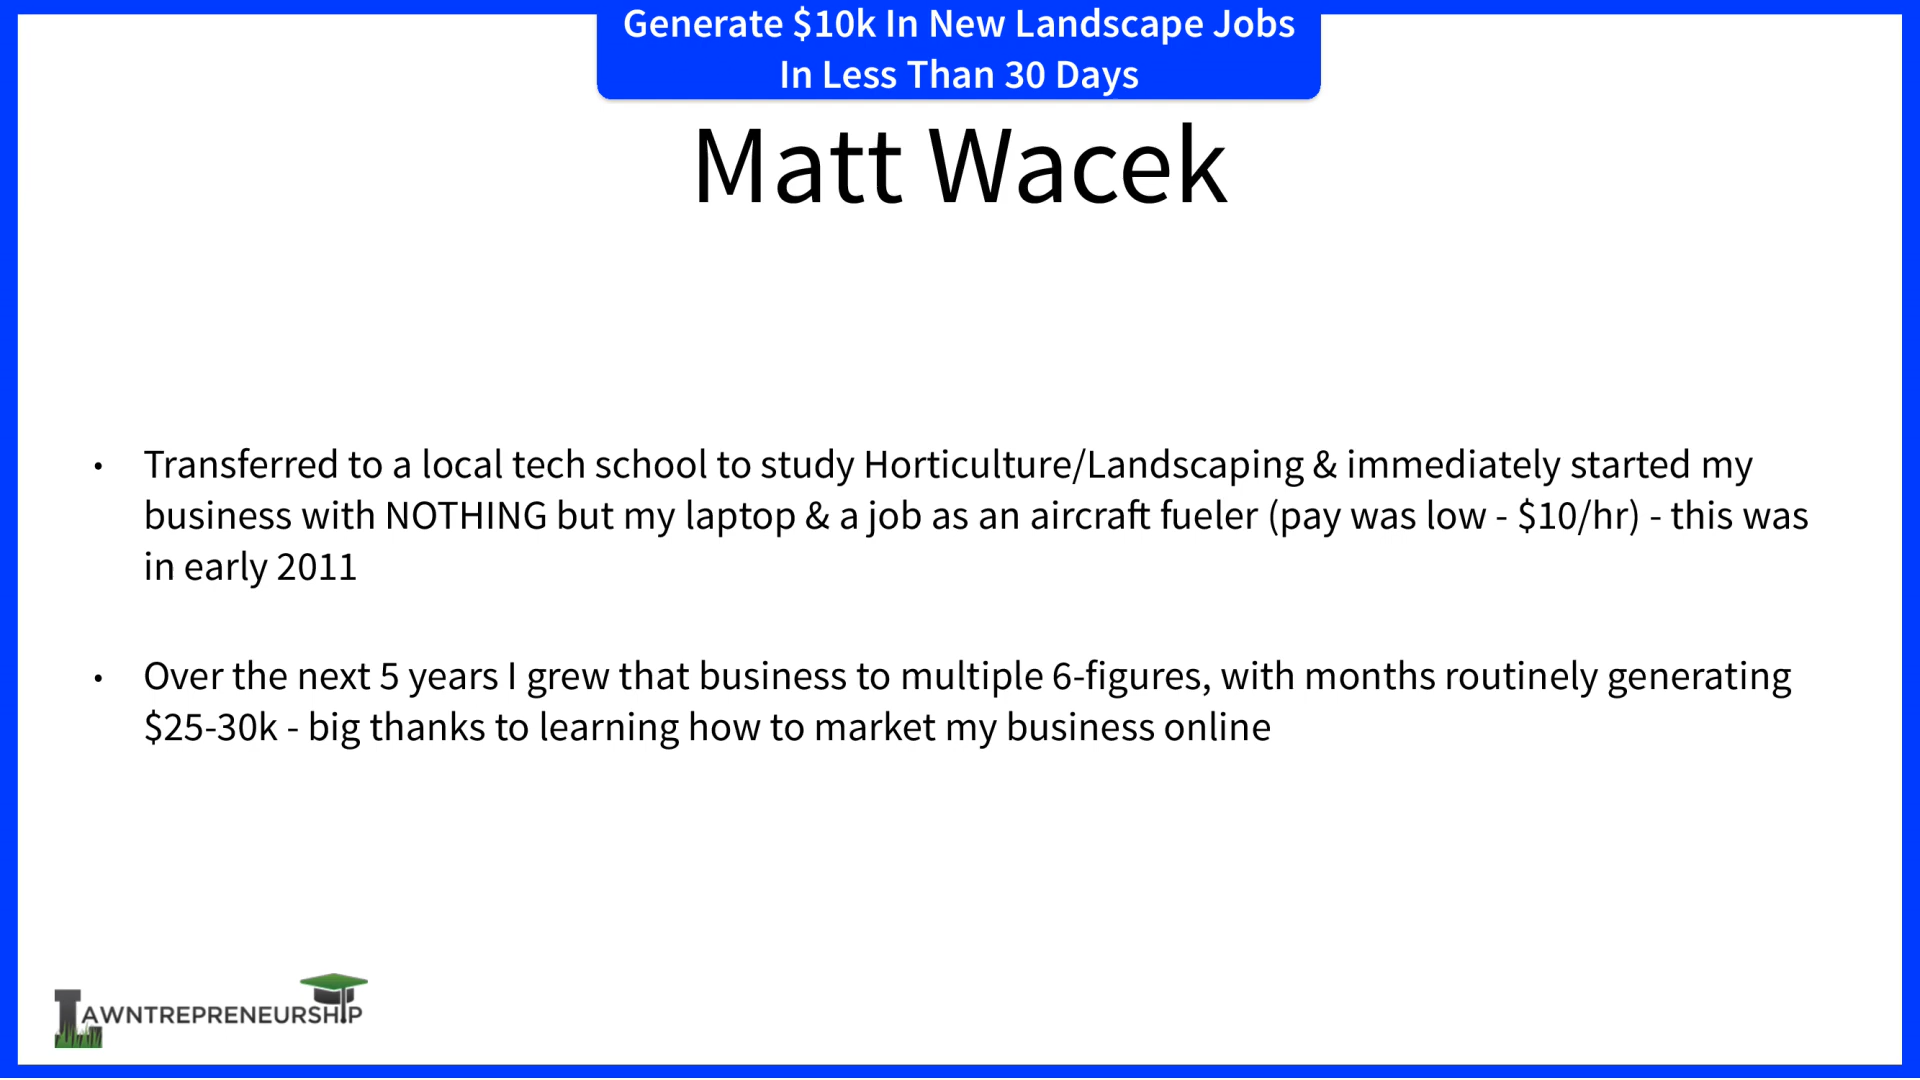 Generate $10k In New Landscape Jobs
In Less Than 30 Days
Matt Wacek
• Transferred to a local tech school to study Horticulture/Landscaping & immediately started my
business with NOTHING but my laptop & a job as an aircraft fueler (pay was low - $10/hr) - this was
in early 2011
• Over the next 5 years I grew that business to multiple 6-figures, with months routinely generating
$25-30k - big thanks to learning how to market my business online
LAWNTREPRENEURSHIP